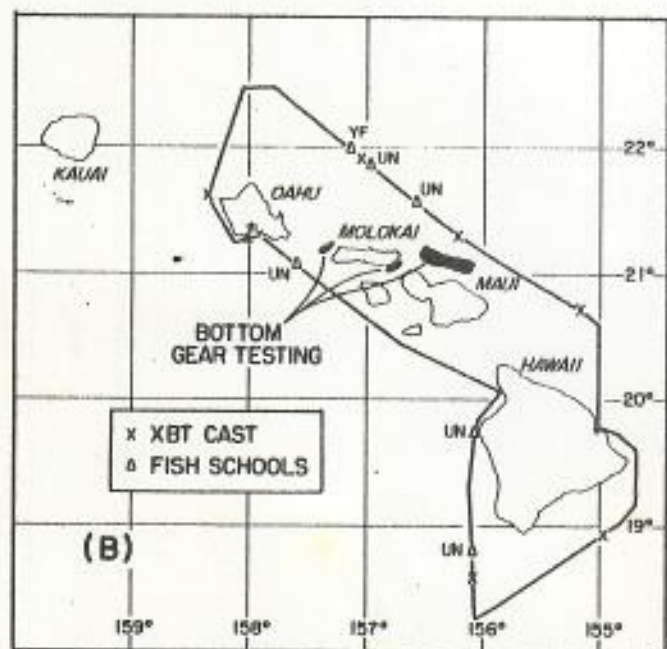 YF
22°
UN
KAUAI
OAHU
UN
MOLOKAI
UN
21°
MAUI
BOTTOM
GEAR TESTING
HAWAII
20°
x XBT CAST
UN
△ FISH SCHOOLS
19°
(B)
UN
159°
158°
157°
156°
155°